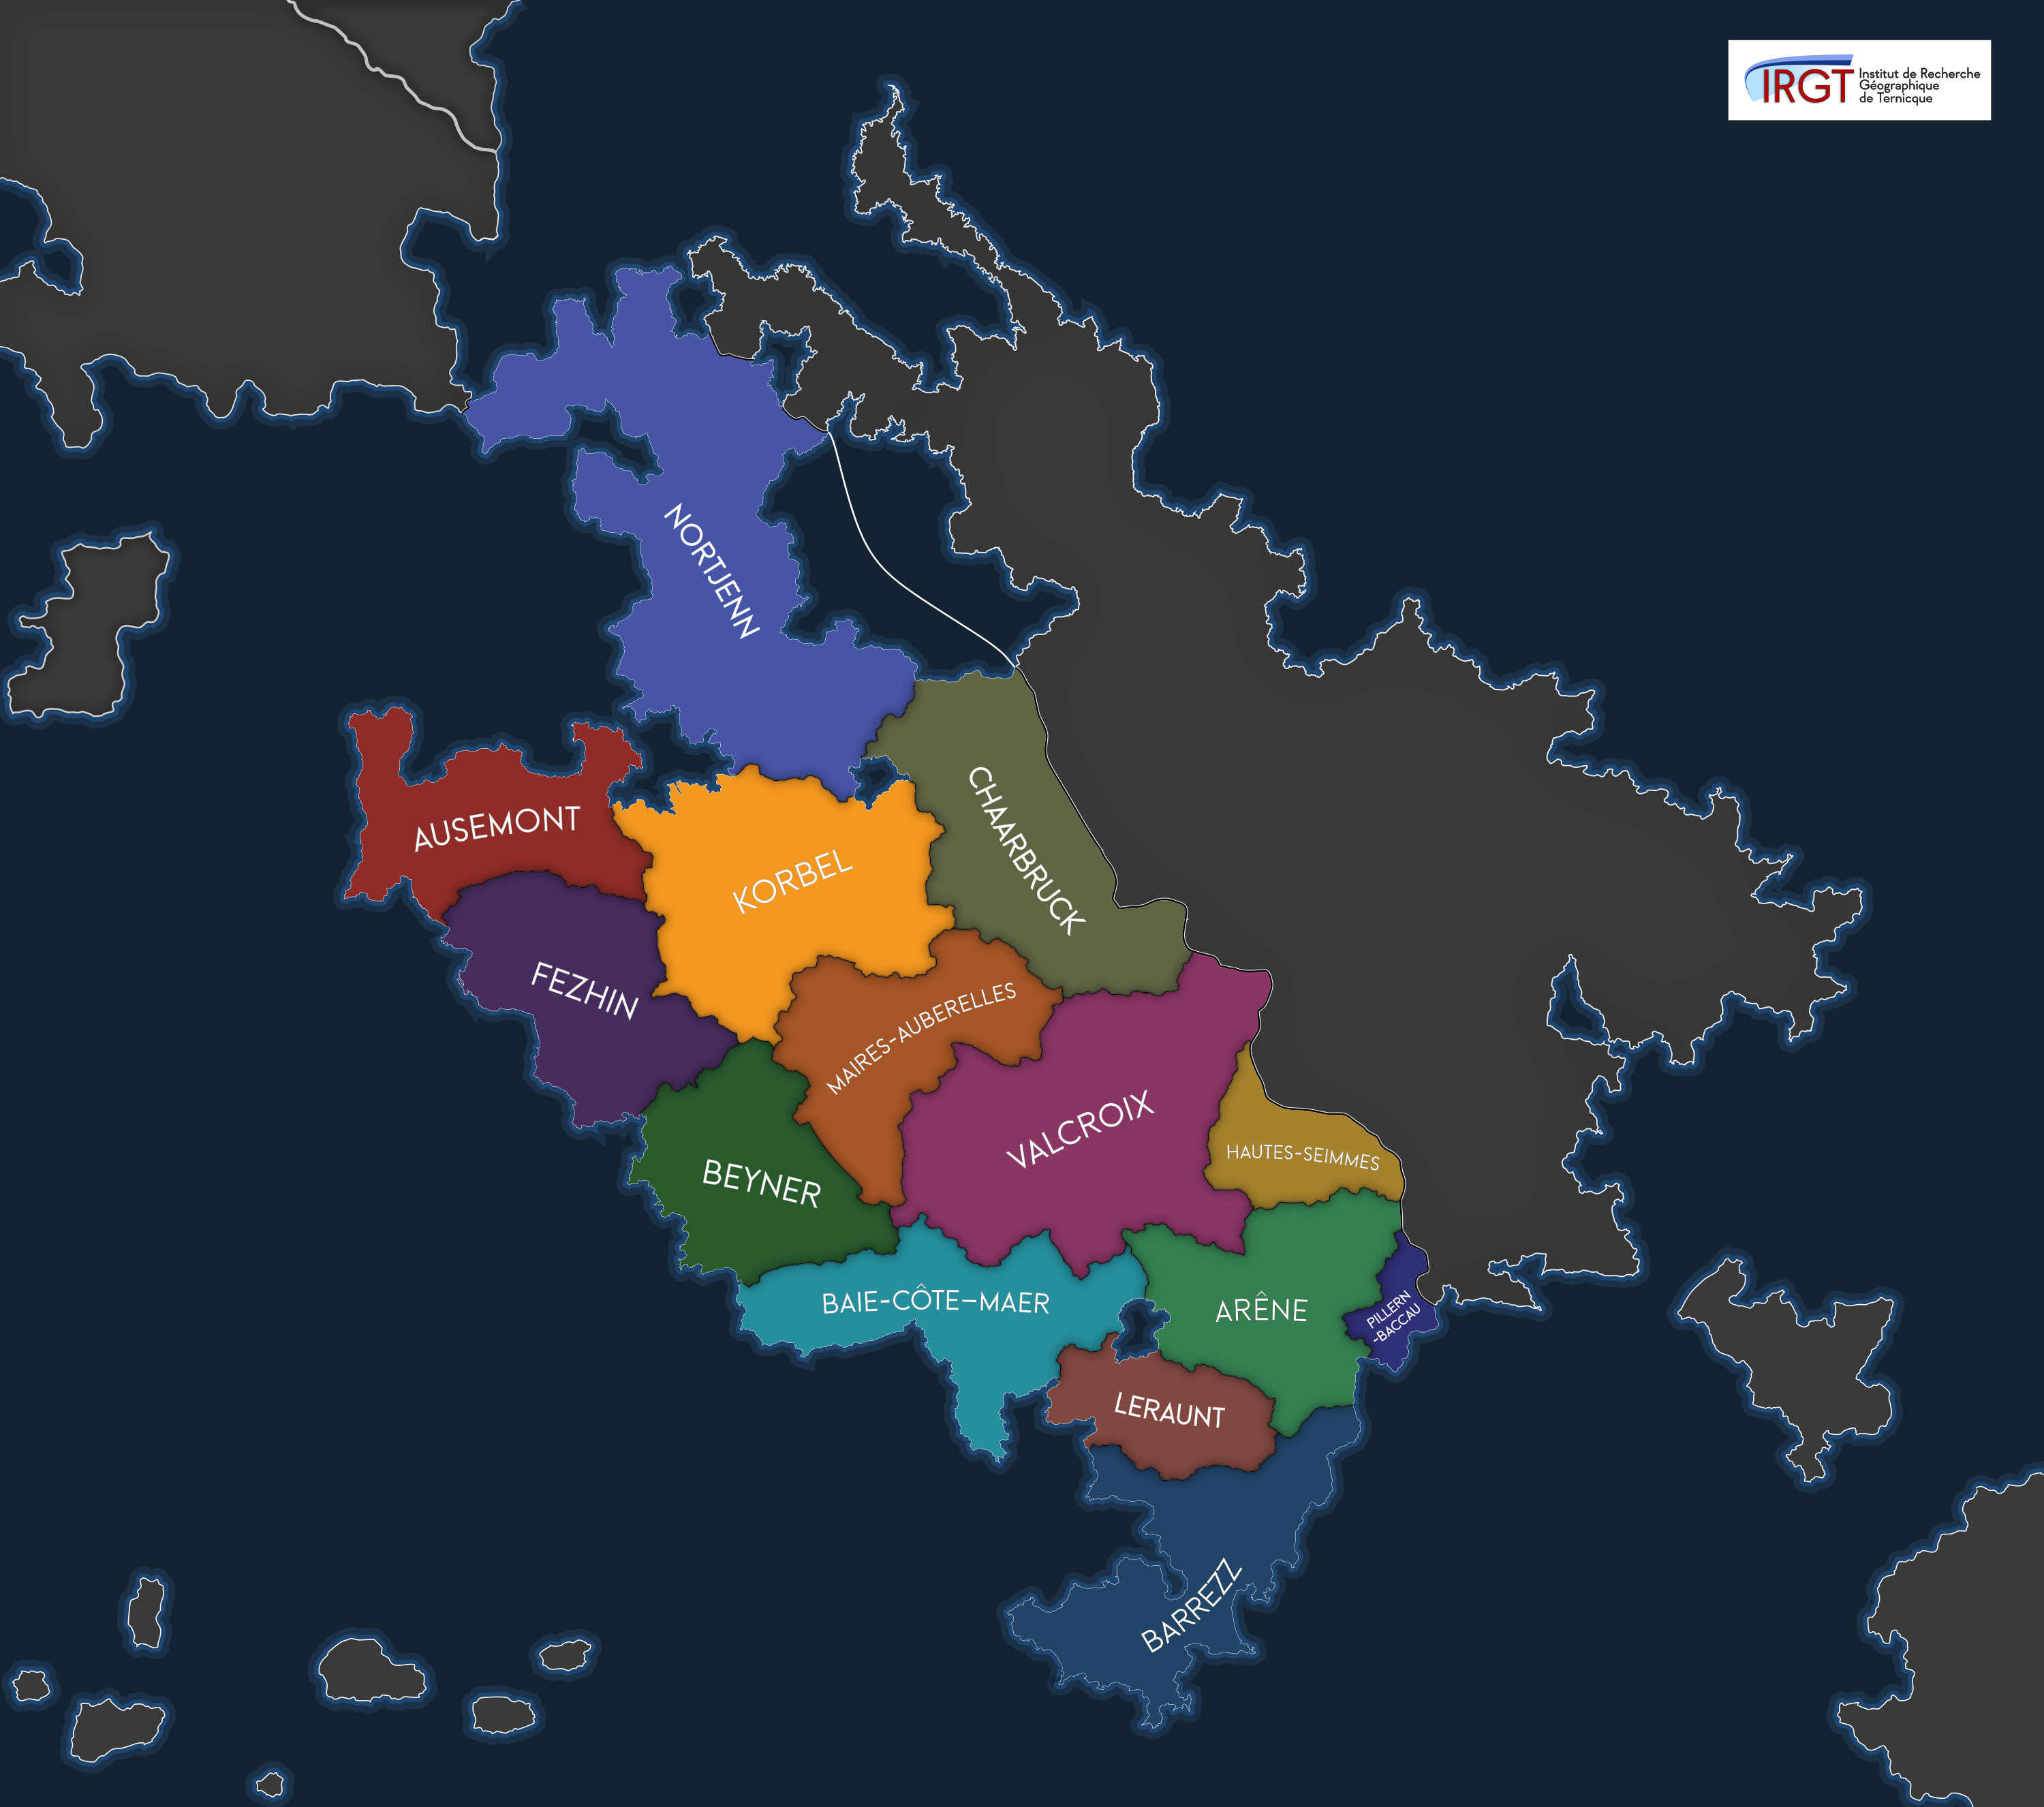 IRGT
Institut de Recherche
Géographique
de Ternicque
NORTJENN
CHAARBRUCK
AUSEMONT
KORBEL
FEZHIN
MAIRES-AUBERELLES
VALCROIX
HAUTES-SEIMMES
BEYNER
BAIE-CÔTE-MAER
ARÊNE
PILLERN
-BACCAU
LERAUNT
BARREZZ